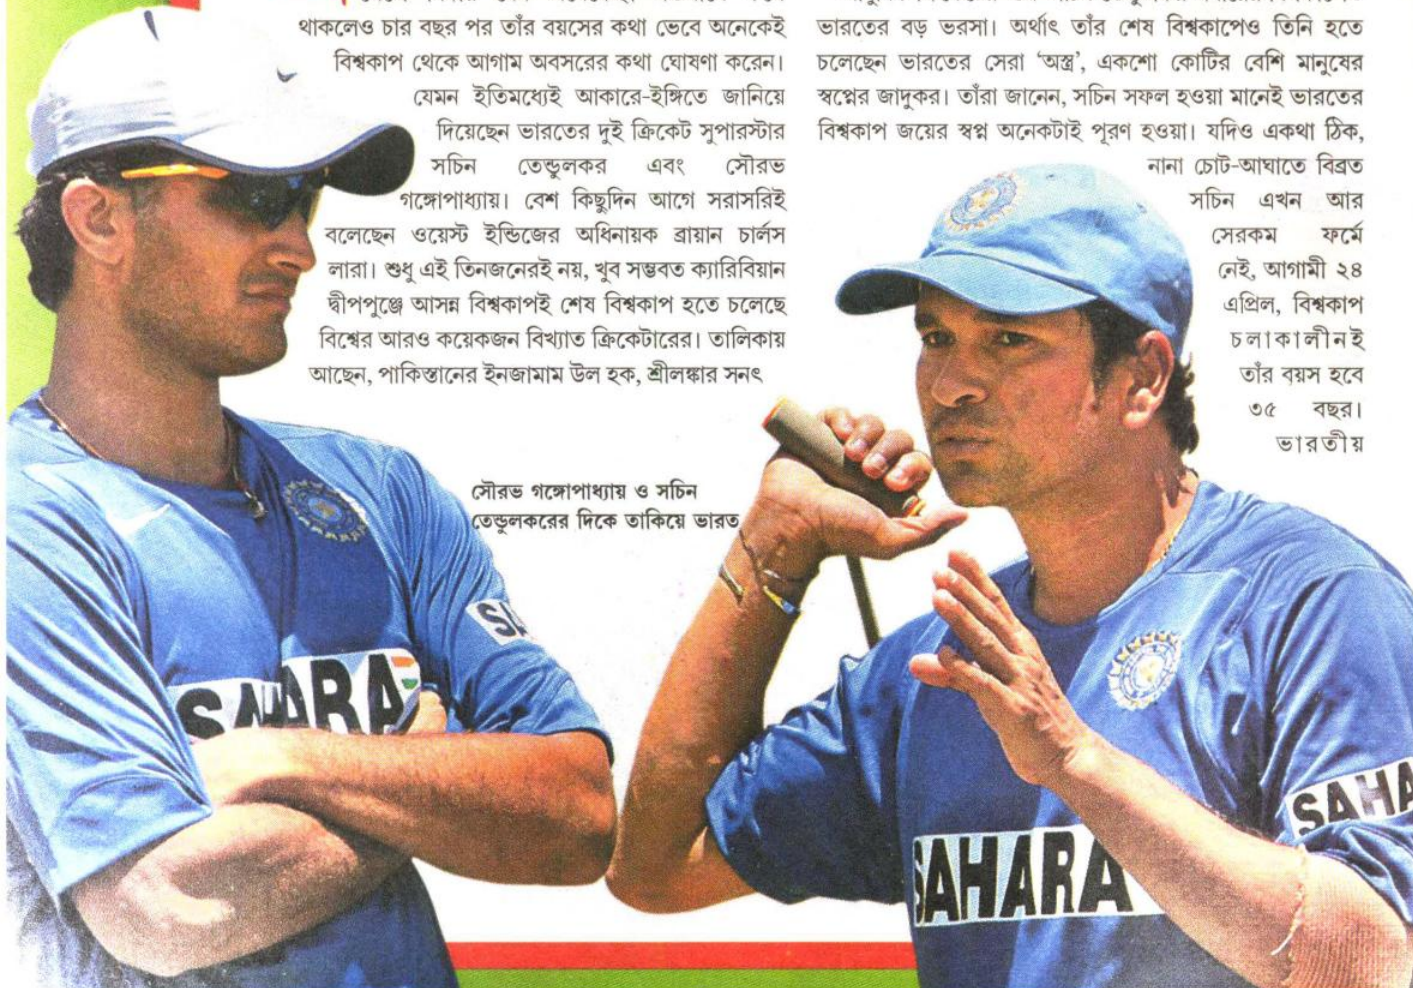 থাকলেও চার বছর পর তাঁর বয়সের কথা ভেবে অনেকেই
বিশ্বকাপ থেকে আগাম অবসরের কথা ঘোষণা করেন।
যেমন ইতিমধ্যেই আকারে-ইঙ্গিতে জানিয়ে
দিয়েছেন ভারতের দুই ক্রিকেট সুপারস্টার
সচিন তেন্ডুলকর এবং সৌরভ
গঙ্গোপাধ্যায়। বেশ কিছুদিন আগে সরাসরিই
বলেছেন ওয়েস্ট ইন্ডিজের অধিনায়ক ব্রায়ান চার্লস
লারা। শুধু এই তিনজনেরই নয়, খুব সম্ভবত ক্যারিবিয়ান
দ্বীপপুঞ্জে আসন্ন বিশ্বকাপই শেষ বিশ্বকাপ হতে চলেছে
বিশ্বের আরও কয়েকজন বিখ্যাত ক্রিকেটারের। তালিকায়
আছেন, পাকিস্তানের ইনজামাম উল হক, শ্রীলঙ্কার সনৎ
ভারতের বড় ভরসা। অর্থাৎ তাঁর শেষ বিশ্বকাপেও তিনি হতে
চলেছেন ভারতের সেরা ‘অস্ত্র’, একশো কোটির বেশি মানুষের
স্বপ্নের জাদুকর। তাঁরা জানেন, সচিন সফল হওয়া মানেই ভারতের
বিশ্বকাপ জয়ের স্বপ্ন অনেকটাই পূরণ হওয়া। যদিও একথা ঠিক,
নানা চোট-আঘাতে বিব্রত
সচিন এখন আর
সেরকম ফর্মে
নেই, আগামী ২৪
এপ্রিল, বিশ্বকাপ
চলাকালীনই
তাঁর বয়স হবে
৩৫ বছর।
ভারতীয়
সৌরভ গঙ্গোপাধ্যায় ও সচিন
তেন্ডুলকরের দিকে তাকিয়ে ভারত
SAHARA
SAHARA
SAHA